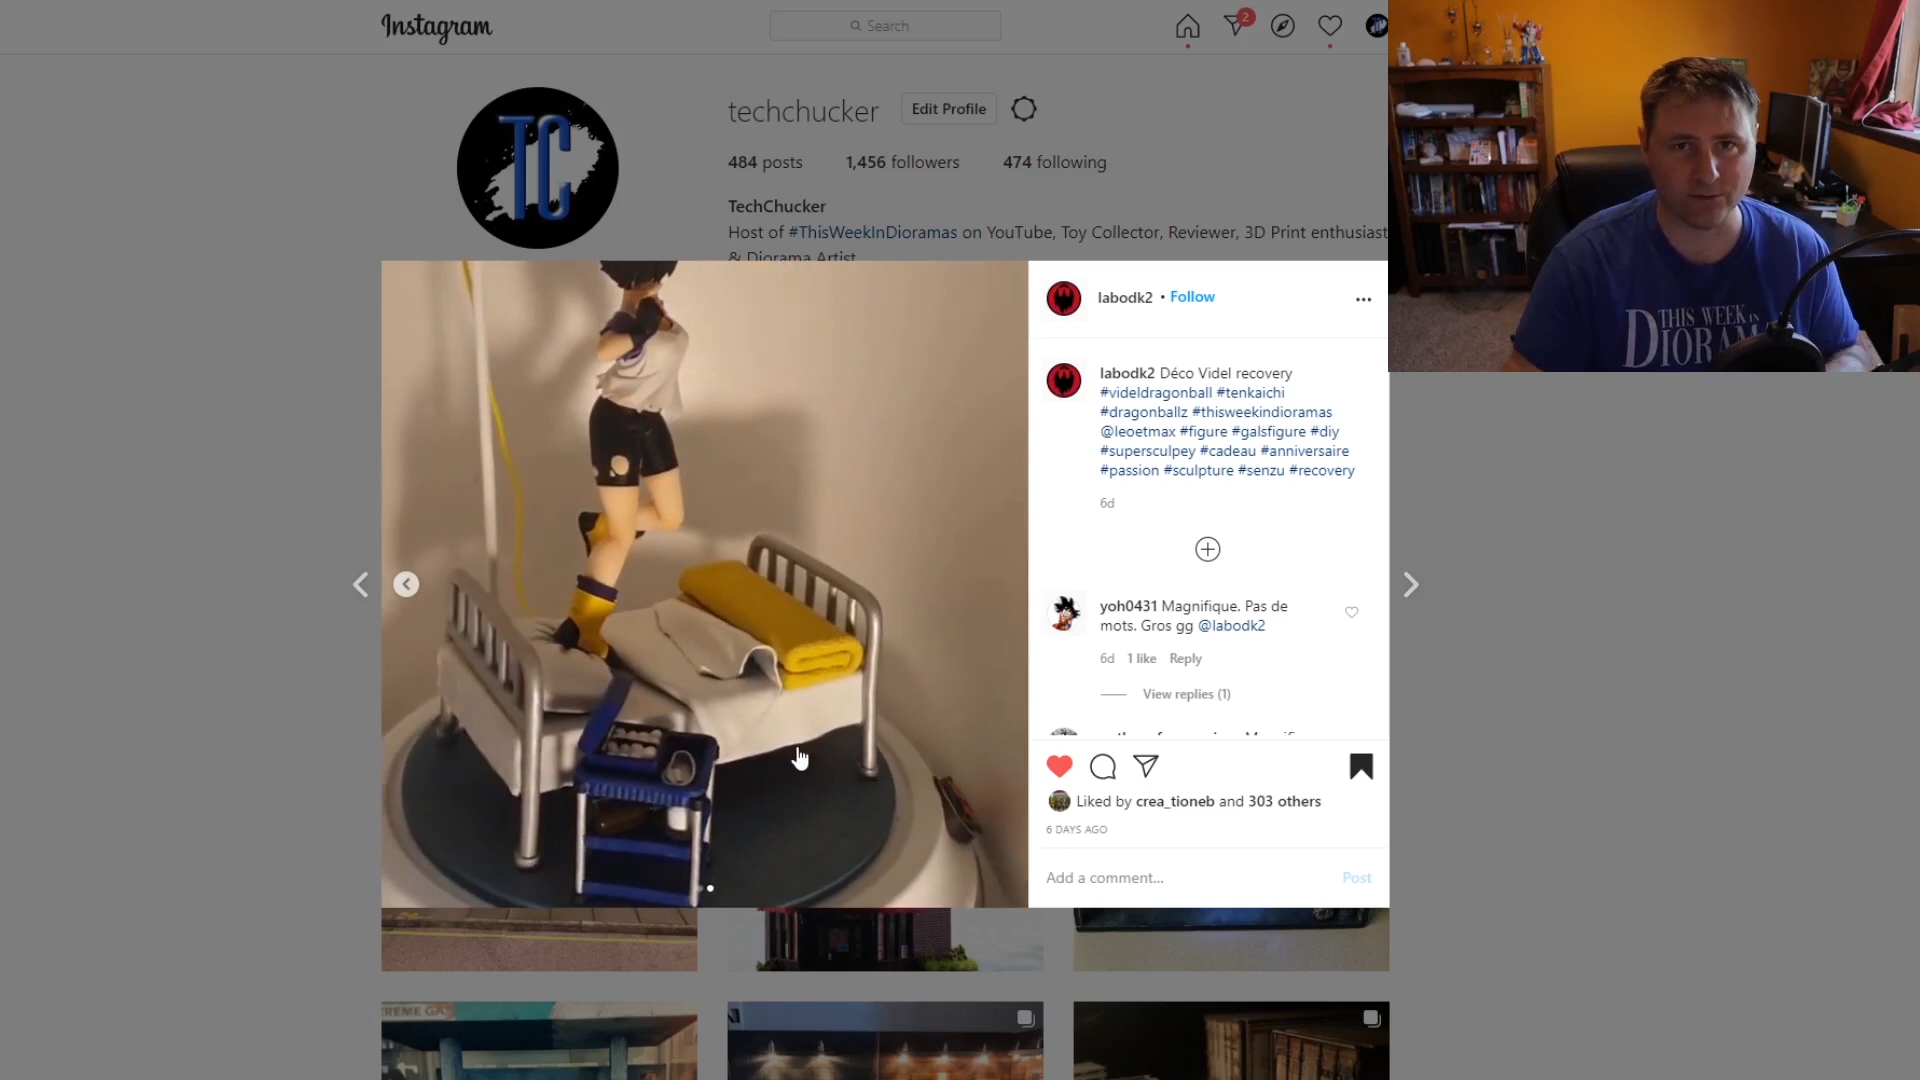 Instagram
Search
2
techchucker
Edit Profile
484 posts
1,456 followers
474 following
TechChucker
Host of #ThisWeekInDioramas on YouTube, Toy Collector, Reviewer, 3D Print enthusiast
& Diorama Artist
TC
labodk2 • Follow
labodk2 Déco Videl recovery
#videldragonball #tenkaichi
#dragonballz #thisweekindioramas
@leoetmax #figure #galsfigure #diy
#supersculpey #cadeau #anniversaire
#passion #sculpture #senzu #recovery
6d
yoh0431 Magnifique. Pas de
mots. Gros gg @labodk2
6d 1 like Reply
View replies (1)
Liked by crea_tioneb and 303 others
6 DAYS AGO
Add a comment...
Post
THIS WEEK IN
DIORAMA